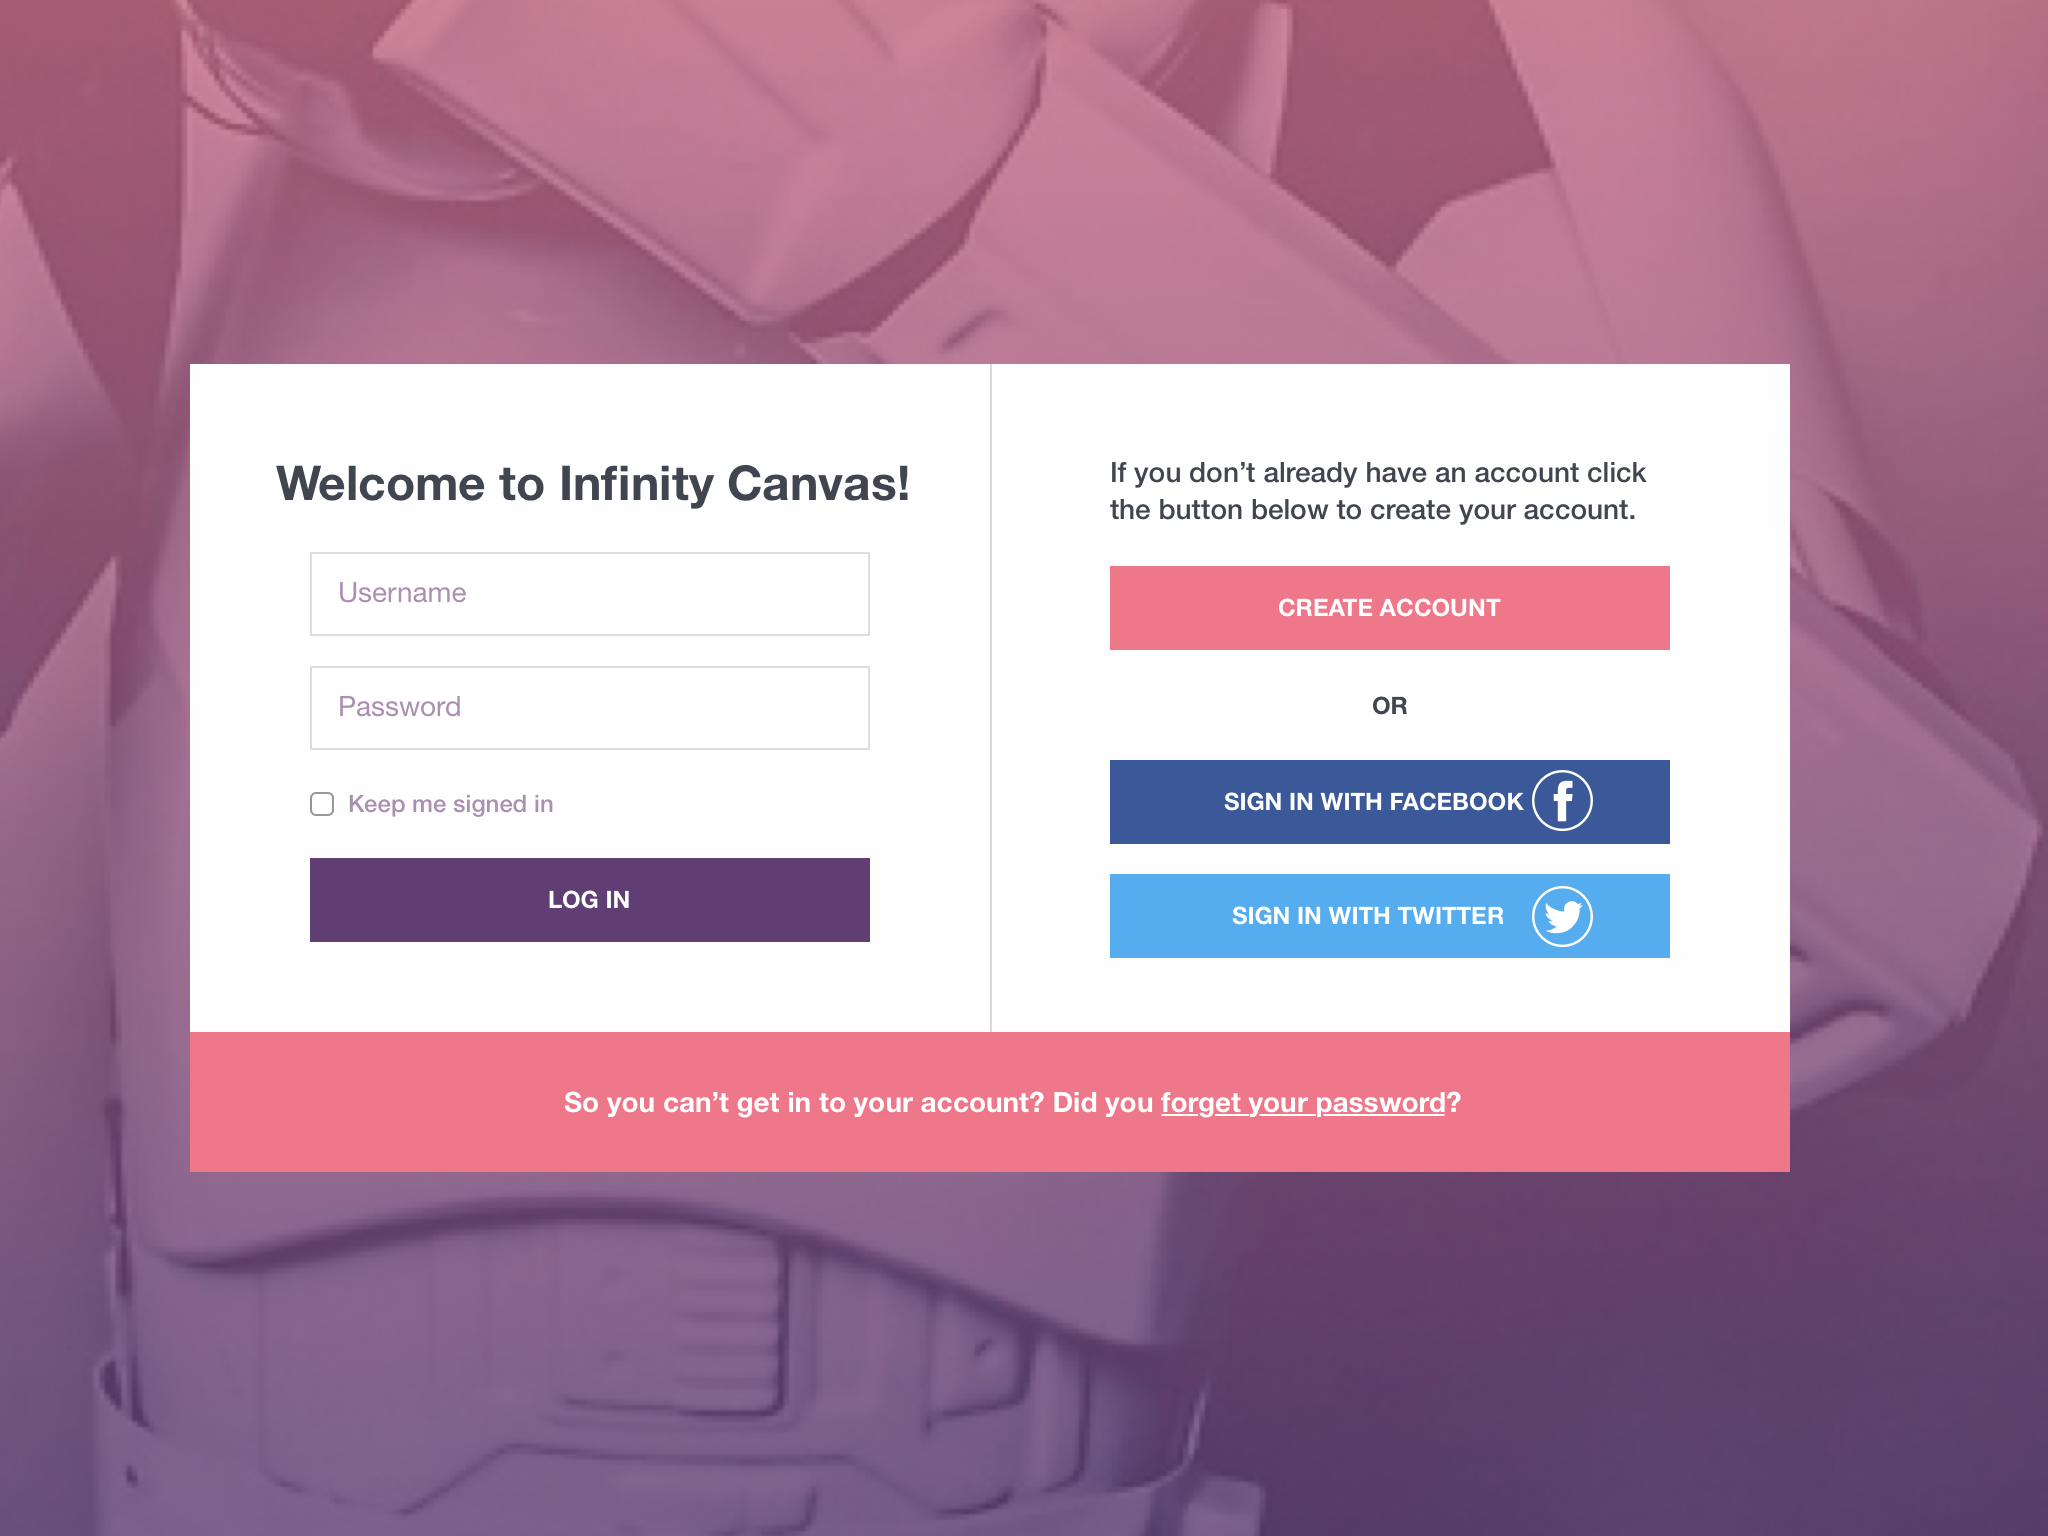 Welcome to Infinity Canvas!
Username
Password
Keep me signed in
LOG IN
If you don’t already have an account click
the button below to create your account.
CREATE ACCOUNT
OR
SIGN IN WITH FACEBOOK
SIGN IN WITH TWITTER
So you can’t get in to your account? Did you forget your password?